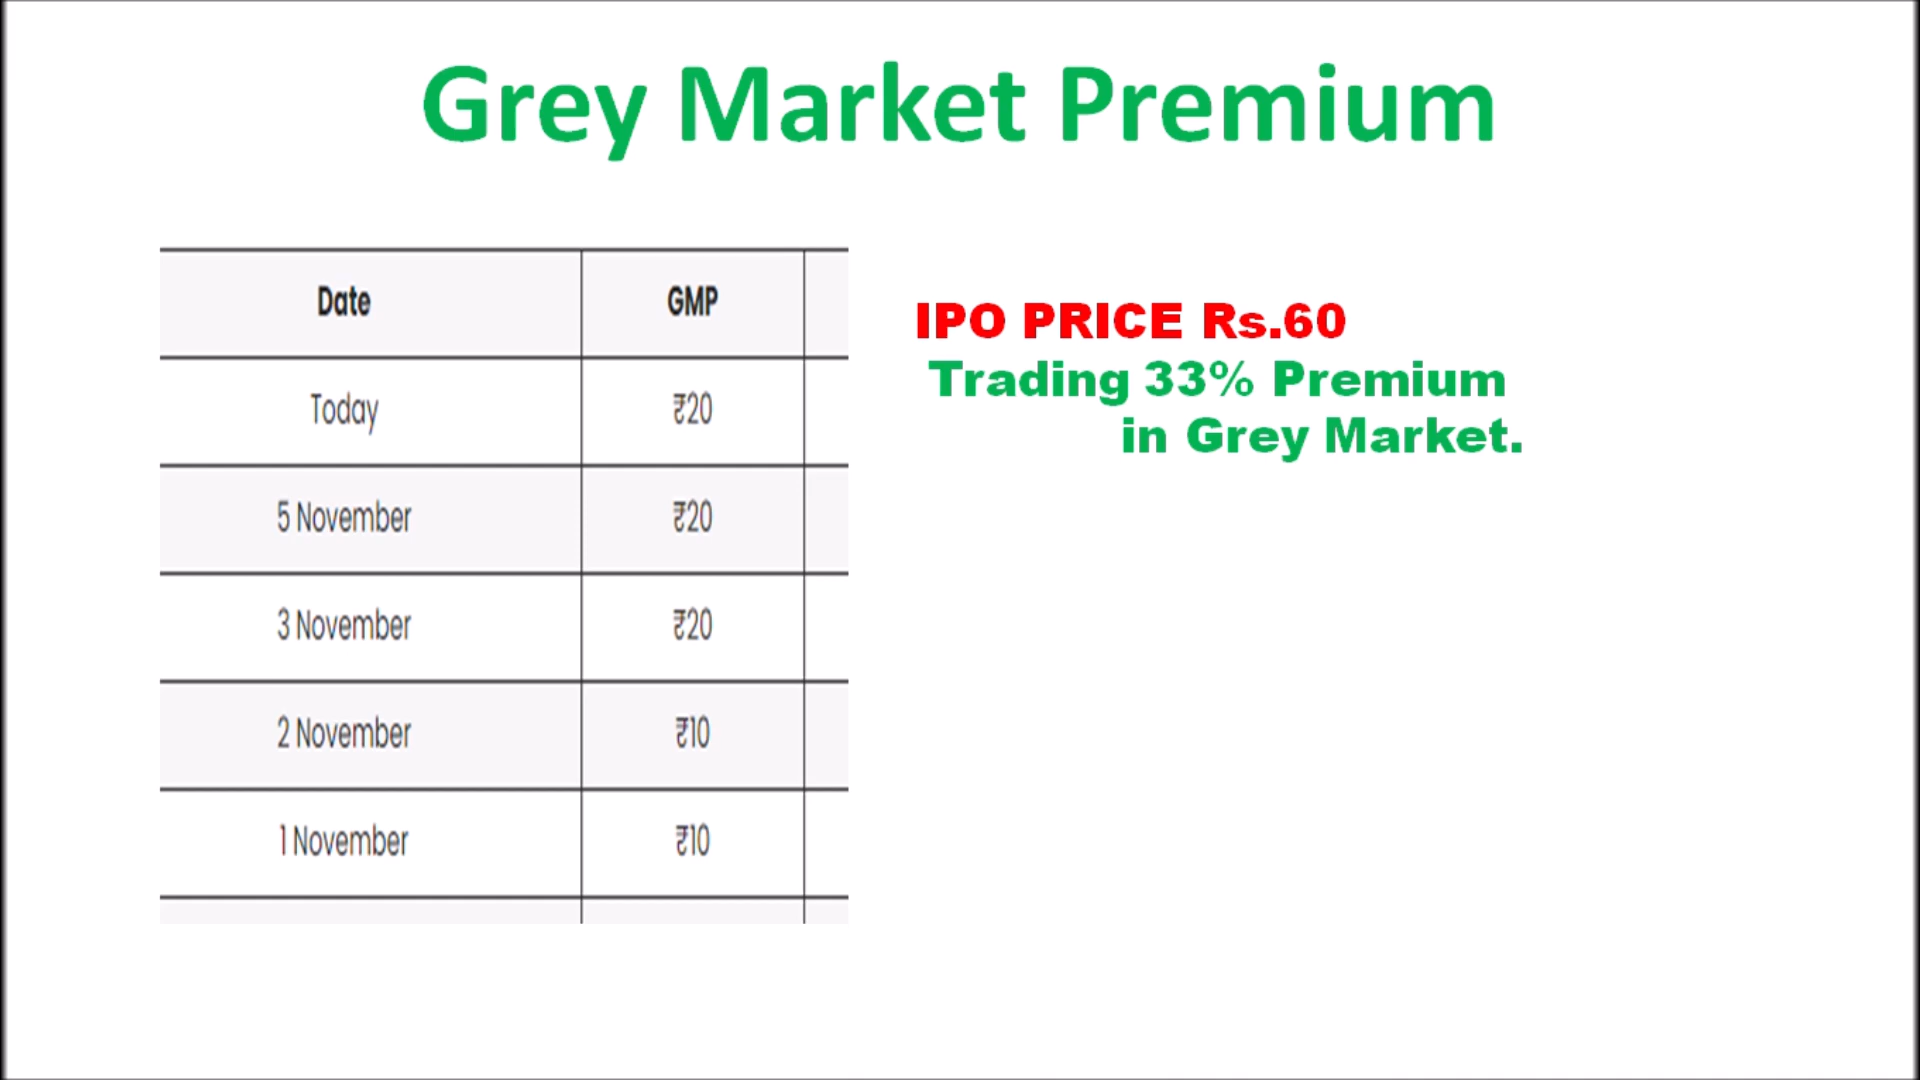 Grey Market Premium
Date GMP
Today ₹20
5 November ₹20
3 November ₹20
2 November ₹10
1 November ₹10
IPO PRICE Rs.60
Trading 33% Premium
in Grey Market.